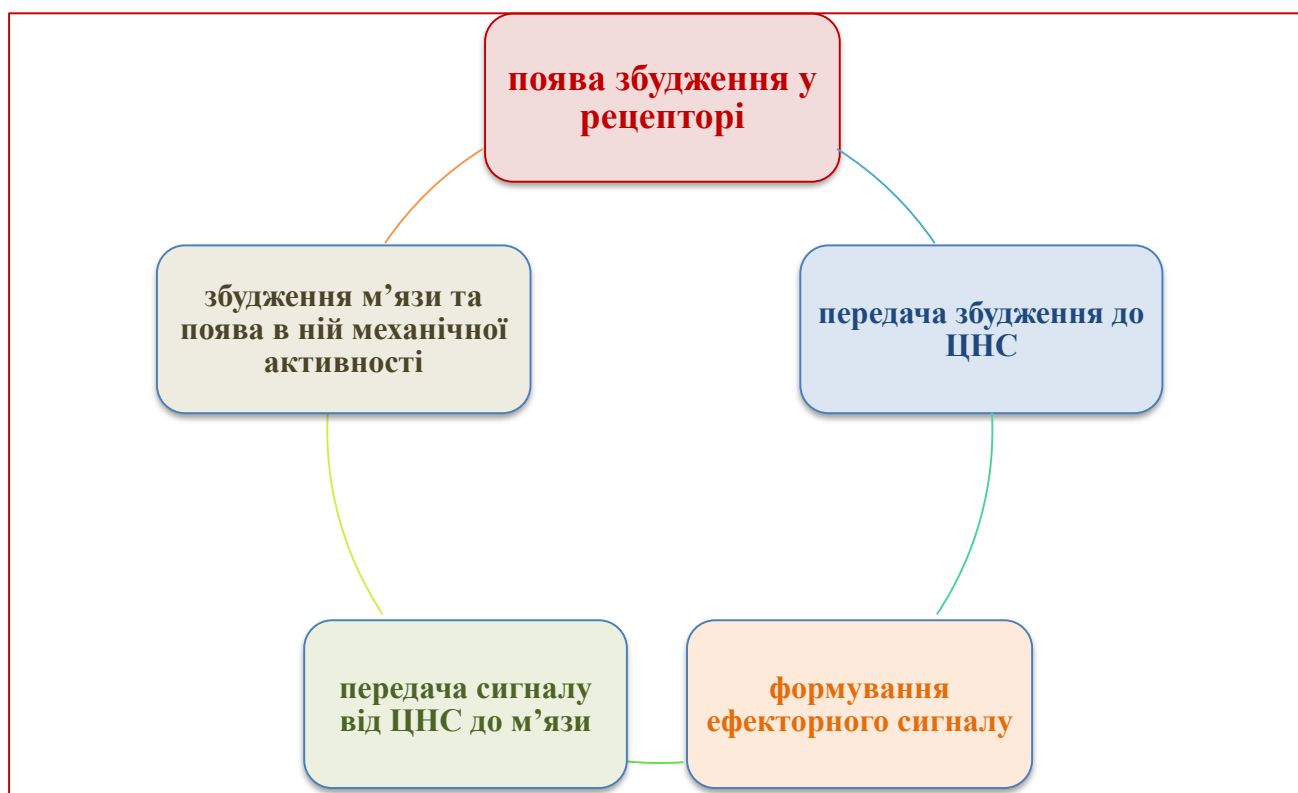 поява збудження у
рецепторі
передача збудження до
ЦНС
формування
ефекторного сигналу
передача сигналу
від ЦНС до м’язи
збудження м’язи та
поява в ній механічної
активності